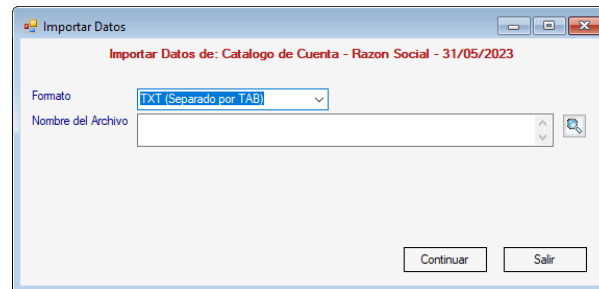 Importar Datos
Importar Datos de: Catalogo de Cuenta - Razon Social - 31/05/2023
Formato
TXT (Separado por TAB)
Nombre del Archivo
Continuar
Salir